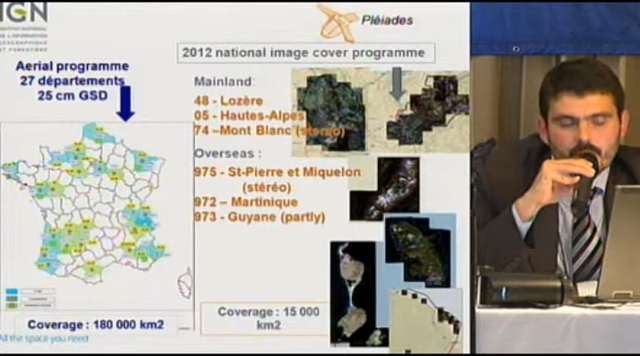 IGN
Pléiades
2012 national image cover programme
Aerial programme
27 départements
25 cm GSD
Mainland:
48 - Lozère
05 - Hautes-Alpes
74 –Mont Blanc (stereo)
Overseas :
975 - St-Pierre et Miquelon
(stéréo)
972 – Martinique
973 - Guyane (partly)
Coverage : 180 000 km2
Coverage : 15 000
km2
All the space you need